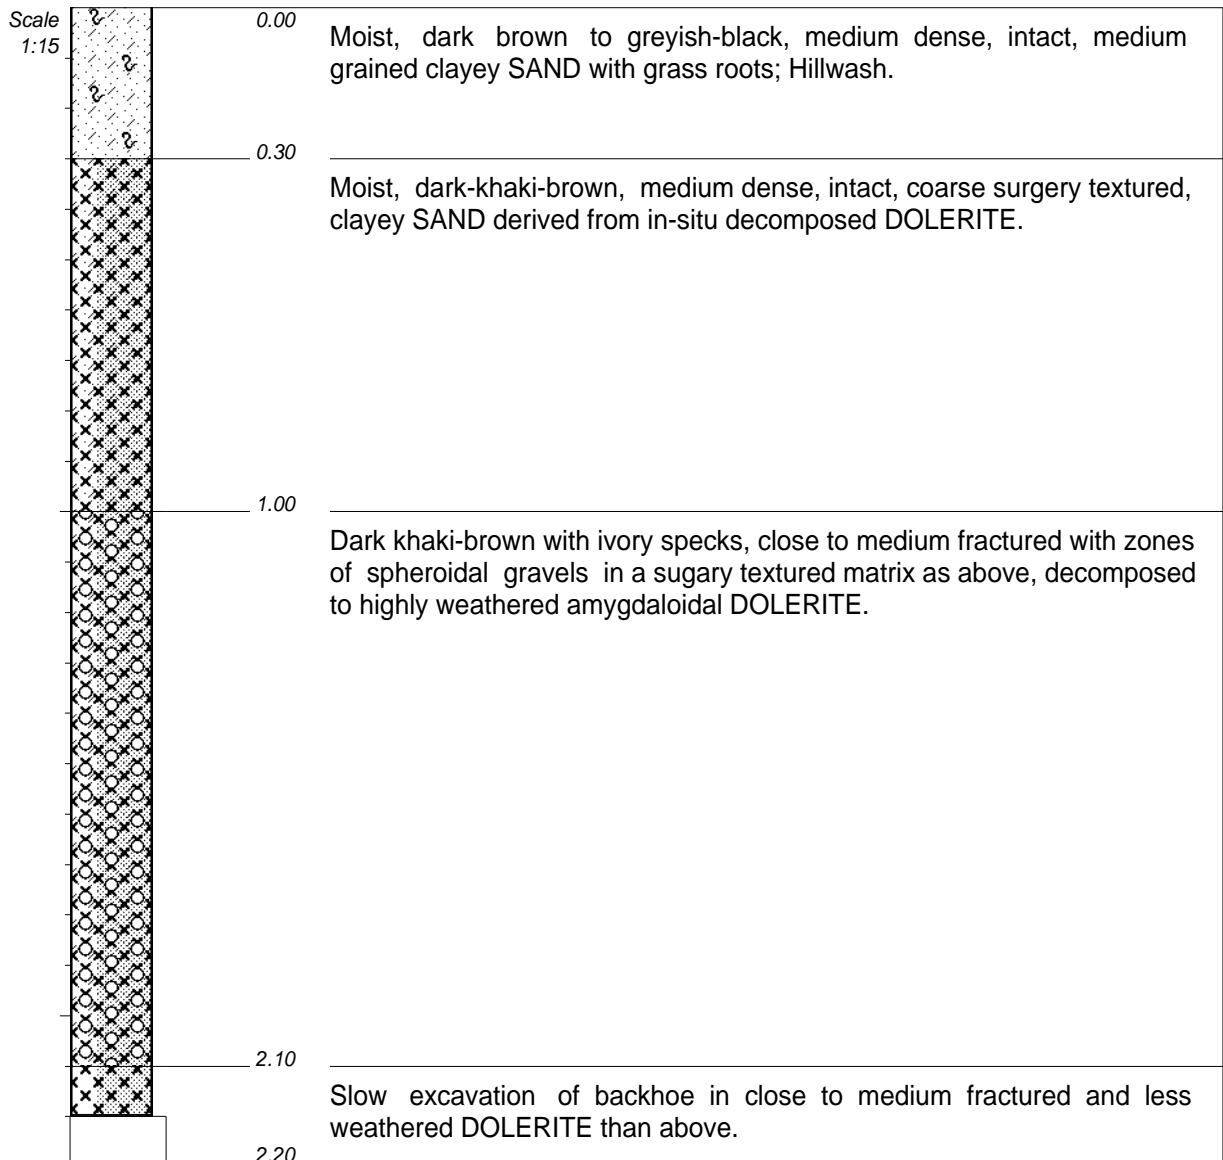 Scale
1:15
0.00
Moist, dark brown to greyish-black, medium dense, intact, medium
grained clayey SAND with grass roots; Hillwash.
0.30
Moist, dark-khaki-brown, medium dense, intact, coarse surgery textured,
clayey SAND derived from in-situ decomposed DOLERITE.
1.00
Dark khaki-brown with ivory specks, close to medium fractured with zones
of spheroidal gravels in a sugary textured matrix as above, decomposed
to highly weathered amygdaloidal DOLERITE.
2.10
Slow excavation of backhoe in close to medium fractured and less
weathered DOLERITE than above.
2.20